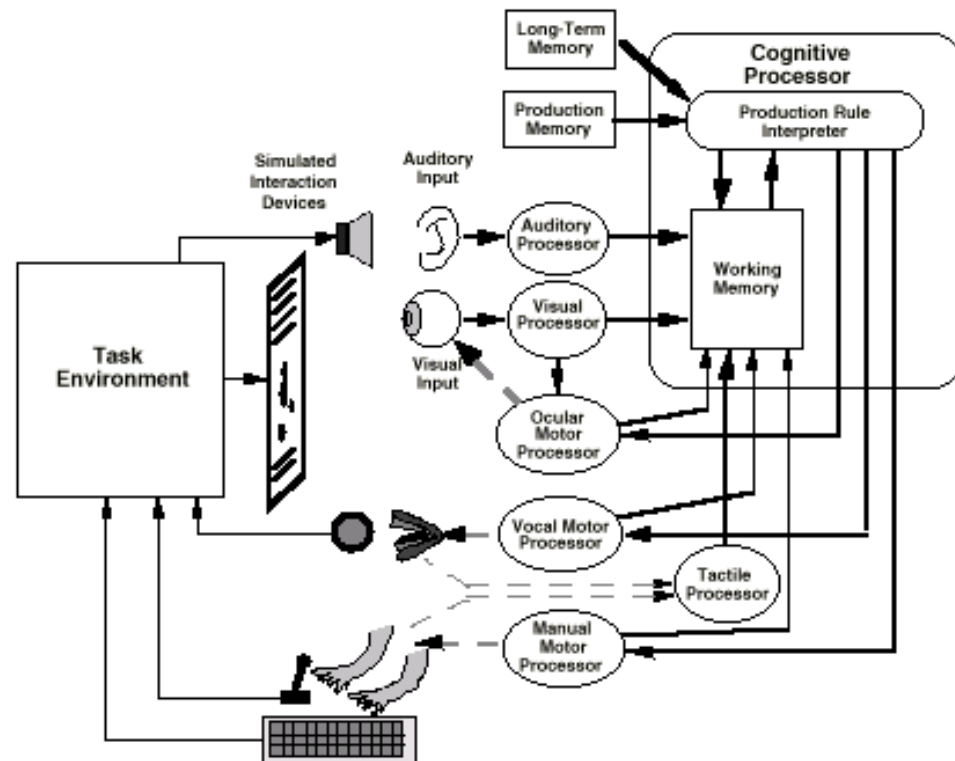 Long-Term
Memory
Cognitive
Processor
Production
Memory
Production Rule
Interpreter
Simulated
Interaction
Devices
Auditory
Input
Auditory
Processor
Working
Memory
Visual
Processor
Task
Environment
Visual
Input
Ocular
Motor
Processor
Vocal Motor
Processor
Tactile
Processor
Manual
Motor
Processor